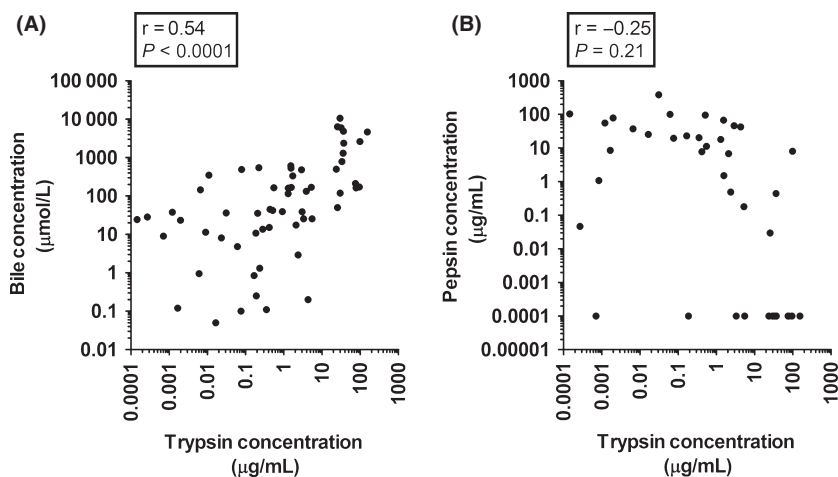 (A)
r = 0.54
P < 0.0001
100 000
10 000
1000
100
10
1
0.1
0.01
Bile concentration
(μmol/L)
0.0001 0.001 0.01 0.1 1 10 100 1000
Trypsin concentration
(μg/mL)
(B)
r = −0.25
P = 0.21
1000
100
10
1
0.1
0.01
0.0001
0.0001
0.00001
Pepsin concentration
(μg/mL)
0.0001 0.001 0.01 0.1 1 10 100 1000
Trypsin concentration
(μg/mL)